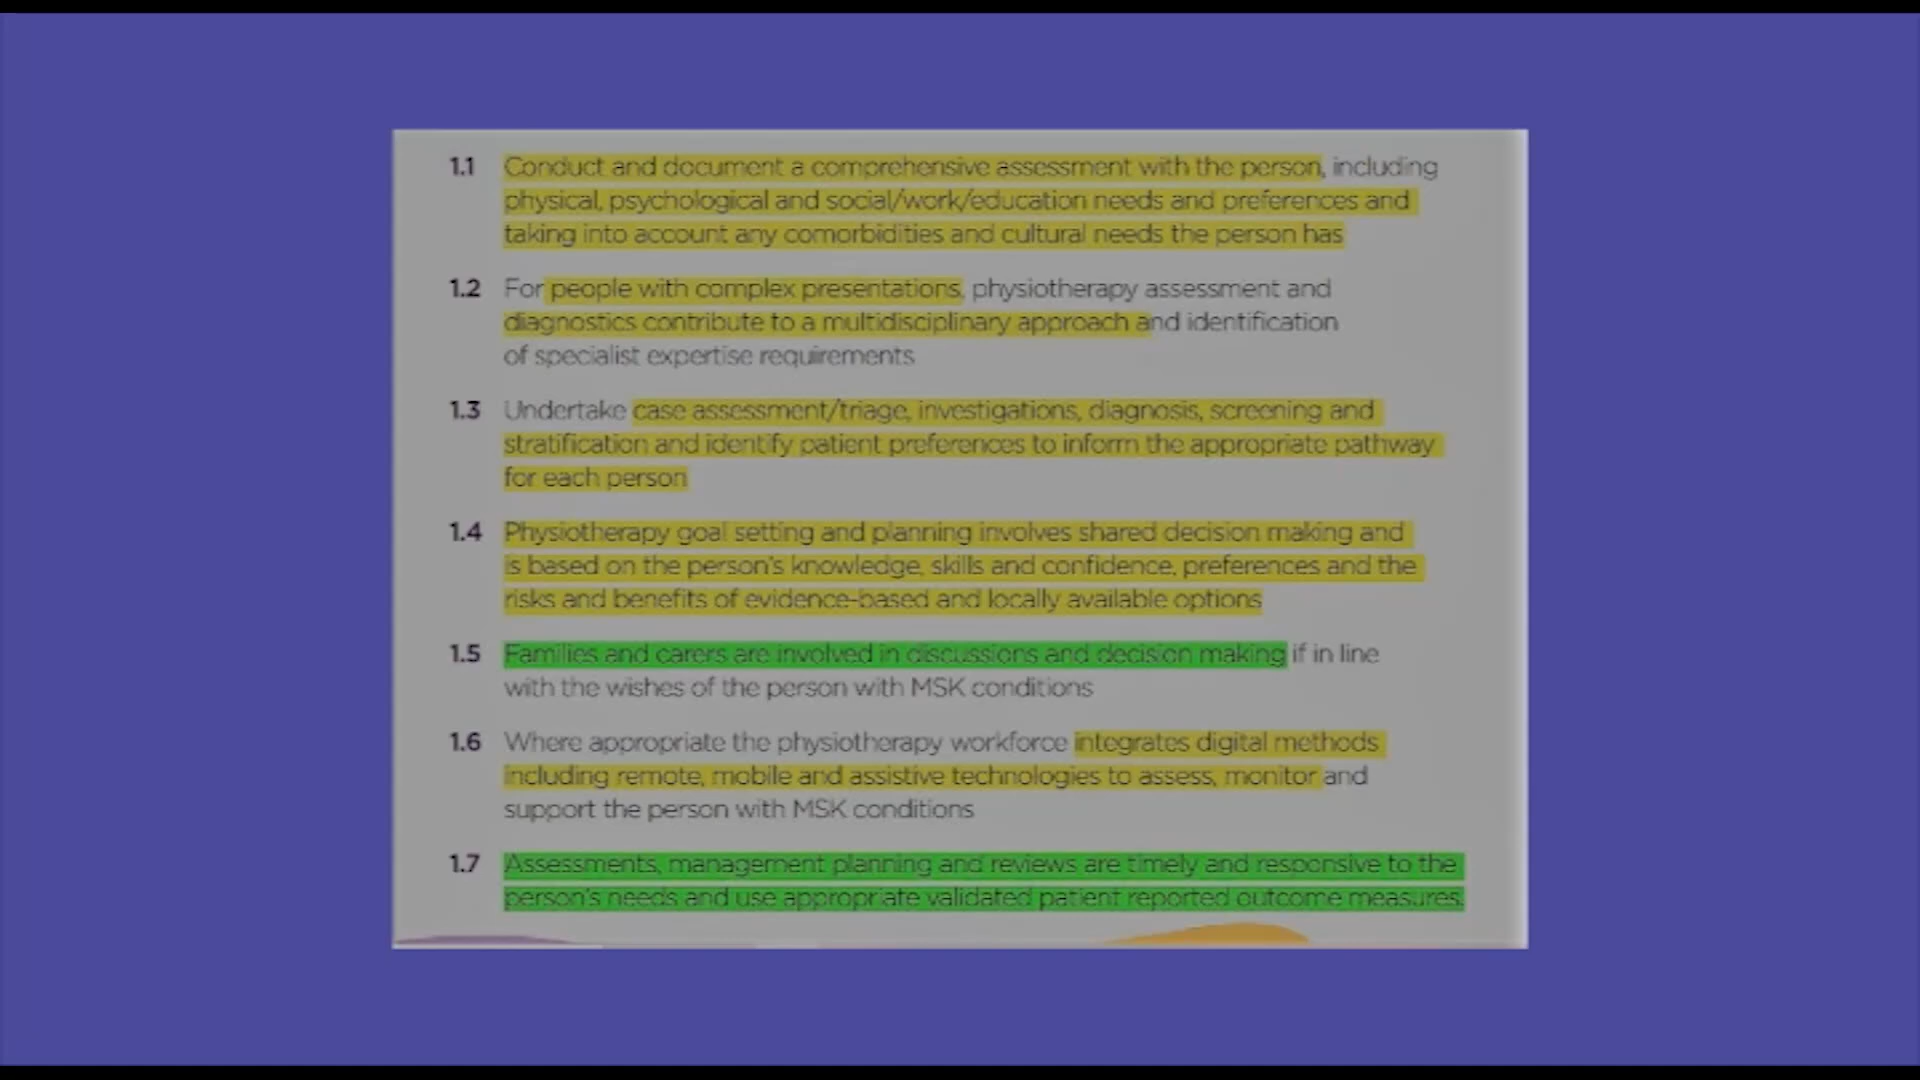 1.1 Conduct and document a comprehensive assessment with the person, including
physical, psychological and social/work/education needs and preferences and
taking into account any comorbidities and cultural needs the person has
1.2 For people with complex presentations, physiotherapy assessment and
diagnostics contribute to a multidisciplinary approach and identification
of specialist expertise requirements
1.3 Undertake case assessment/triage, investigations, diagnosis, screening and
stratification and identify patient preferences to inform the appropriate pathway
for each person
1.4 Physiotherapy goal setting and planning involves shared decision making and
is based on the person's knowledge, skills and confidence, preferences and the
risks and benefits of evidence-based and locally available options
1.5 Families and carers are involved in discussions and decision making if in line
with the wishes of the person with MSK conditions
1.6 Where appropriate the physiotherapy workforce integrates digital methods
including remote, mobile and assistive technologies to assess, monitor and
support the person with MSK conditions
1.7 Assessments, management planning and reviews are timely and responsive to the
person's needs and use appropriate validated patient reported outcome measures.